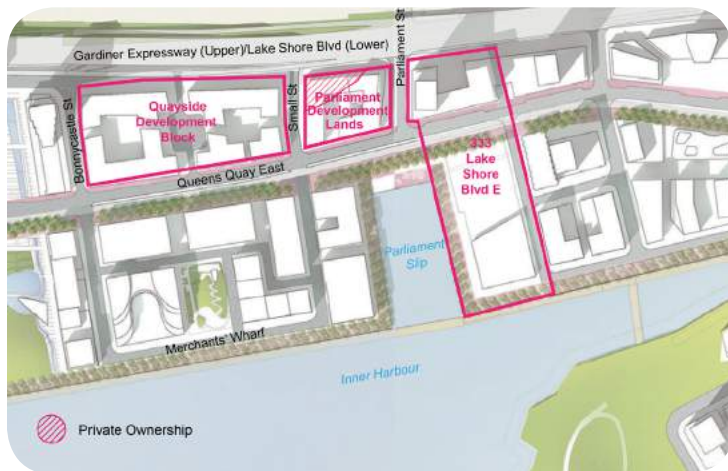 Gardiner Expressway (Upper)/Lake Shore Blvd (Lower)
Parliament St
Bonnycastle St
Quayside
Development
Block
Small St
Parliament
Development
Lands
333
Lake
Shore
Blvd E
Queens Quay East
Parliament
Slip
Merchants' Wharf
Inner Harbour
Private Ownership